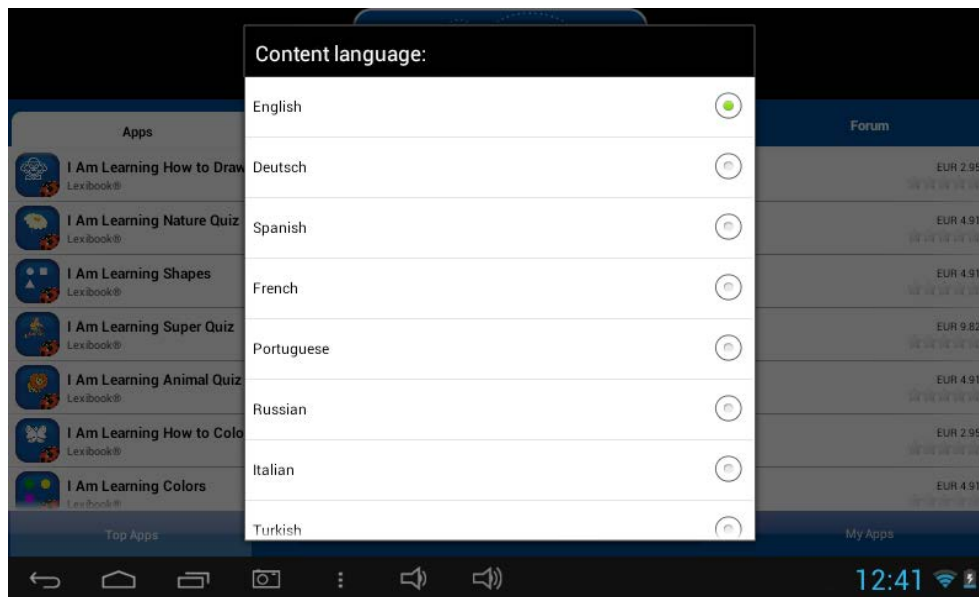 Content language:
English
Deutsch
Spanish
French
Portuguese
Russian
Italian
Turkish
Apps
Forum
I Am Learning How to Draw
Lexibook®
EUR 2.95
I Am Learning Nature Quiz
Lexibook®
EUR 4.91
I Am Learning Shapes
Lexibook®
EUR 4.91
I Am Learning Super Quiz
Lexibook®
EUR 9.82
I Am Learning Animal Quiz
Lexibook®
EUR 4.91
I Am Learning How to Colo
Lexibook®
EUR 2.95
I Am Learning Colors
Lexibook®
EUR 4.91
Top Apps
My Apps
12:41